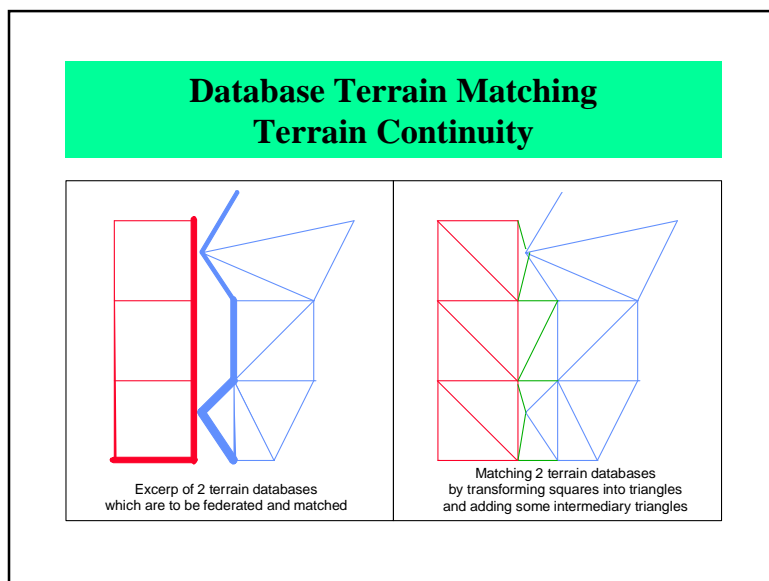 Database Terrain Matching
Terrain Continuity
Excerp of 2 terrain databases
which are to be federated and matched
Matching 2 terrain databases
by transforming squares into triangles
and adding some intermediary triangles